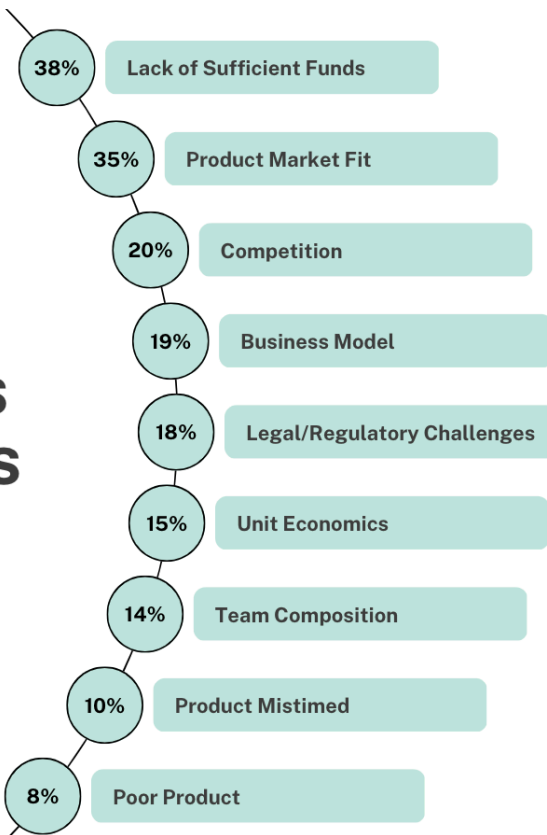 38% Lack of Sufficient Funds
35% Product Market Fit
20% Competition
19% Business Model
s
18% Legal/Regulatory Challenges
s
15% Unit Economics
14% Team Composition
10% Product Mistimed
8% Poor Product